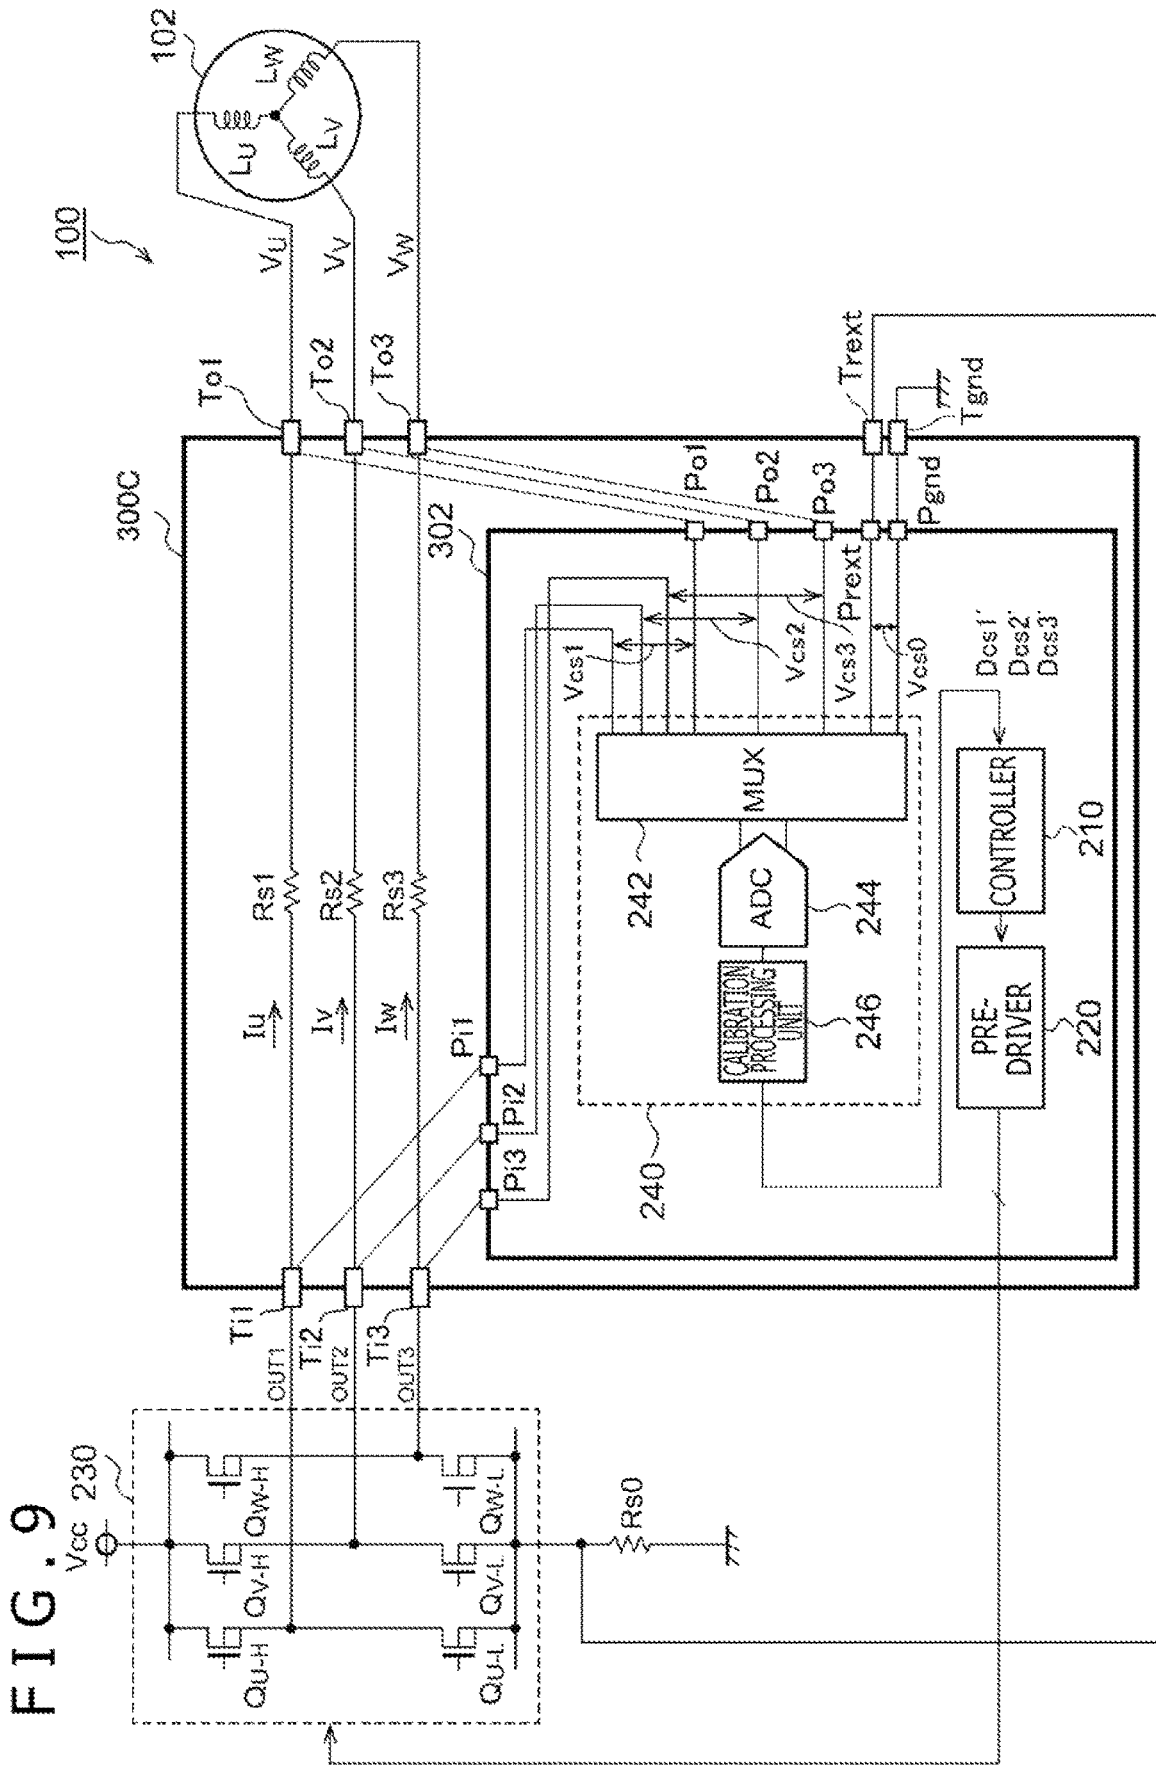 FIG. 9
100
Vcc
230
QU-H
QV-H
QW-H
QU-L
QV-L
QW-L
Rs0
OUT1
OUT2
OUT3
Ti1
Ti2
Ti3
300C
Iu
Iv
Iw
Rs1
Rs2
Rs3
To1
To2
To3
VU
VV
VW
102
LU
LV
LW
302
Pi1
Pi2
Pi3
Po1
Po2
Po3
Prext
Pgnd
Trext
Tgnd
Vcs1
Vcs2
Vcs3
Vcs0
240
MUX
242
ADC
244
CALIBRATION
PROCESSING
UNIT
246
Dcs1'
Dcs2'
Dcs3'
CONTROLLER
210
PRE-
DRIVER
220